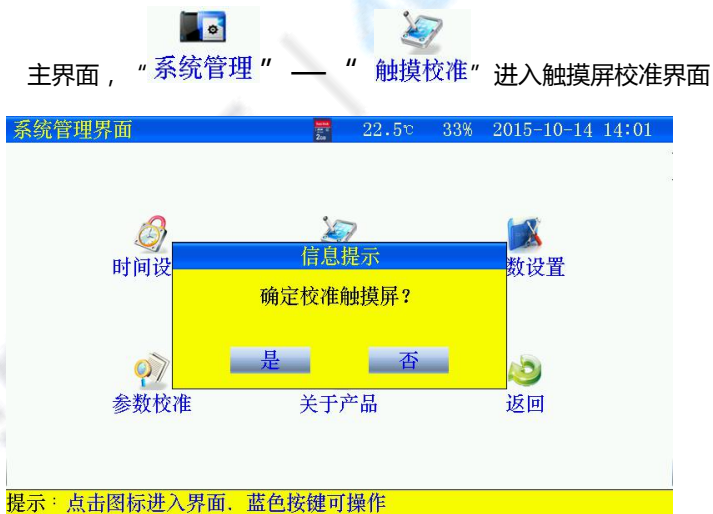 主界面，“系统管理”—“触摸校准”进入触摸屏校准界面
系统管理界面 22.5℃ 33% 2015-10-14 14:01
信息提示
时间设 数设置
确定校准触摸屏？
是 否
参数校准 关于产品 返回
提示：点击图标进入界面．蓝色按键可操作